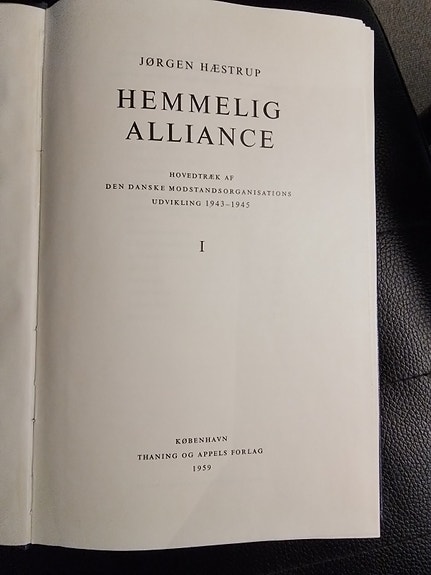 JØRGEN HÆSTRUP
HEMMELIG
ALLIANCE
HOVEDTRÆK AF
DEN DANSKE MODSTANDSORGANISATIONS
UDVIKLING 1943-1945
I
KØBENHAVN
THANING OG APPELS FORLAG
1959